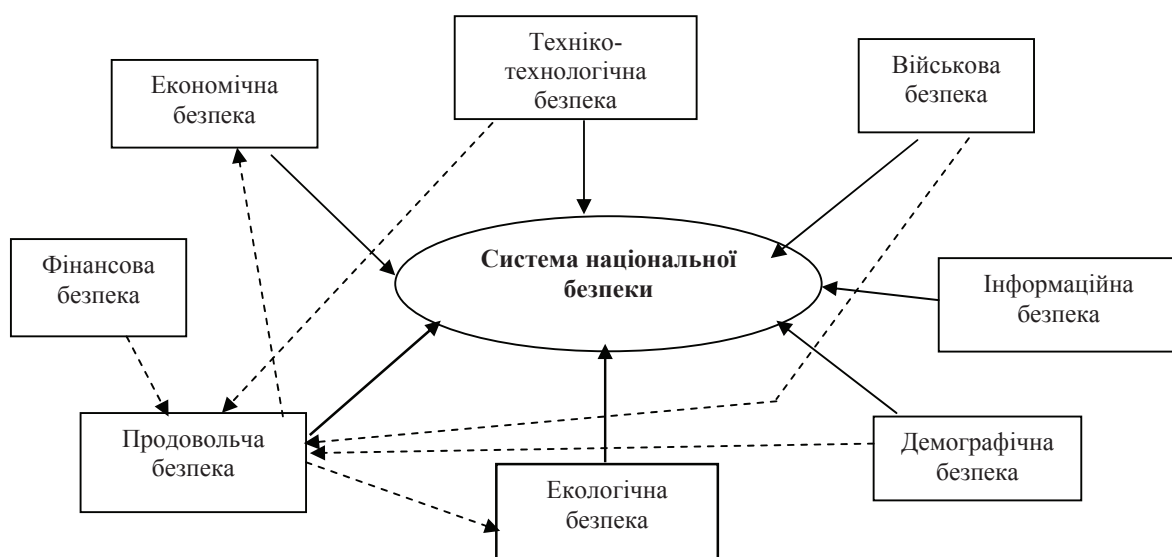 Техніко-
технологічна
безпека
Економічна
безпека
Військова
безпека
Система національної
безпеки
Фінансова
безпека
Інформаційна
безпека
Продовольча
безпека
Демографічна
безпека
Екологічна
безпека